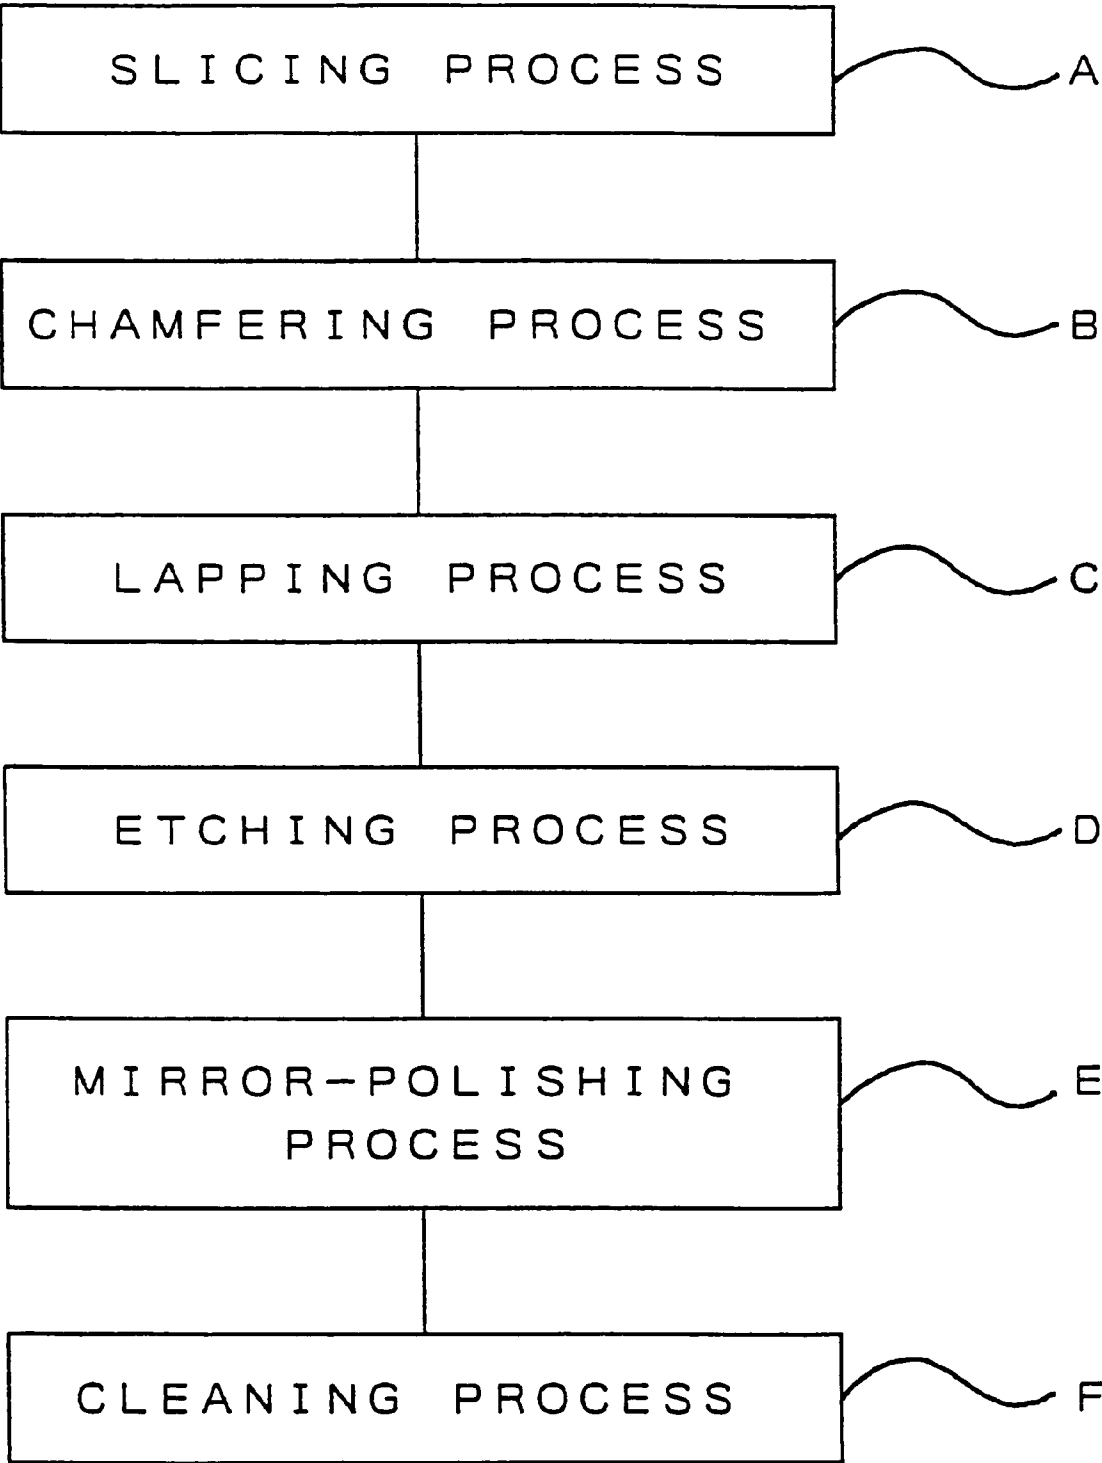 SLICING PROCESS A
CHAMFERING PROCESS B
LAPPING PROCESS C
ETCHING PROCESS D
MIRROR-POLISHING E
PROCESS
CLEANING PROCESS F